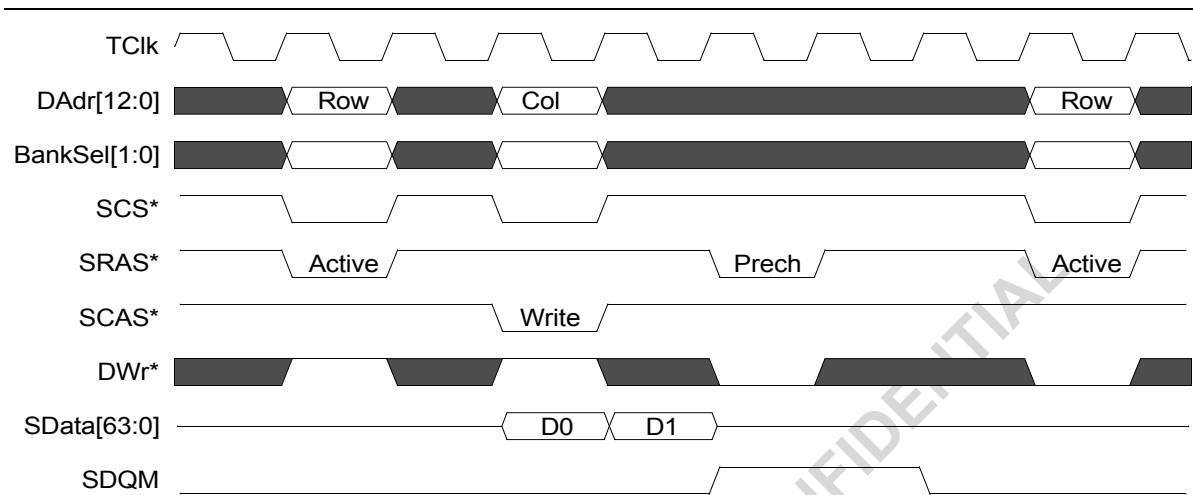 TClk
DAdr[12:0] Row Col Row
BankSel[1:0]
SCS*
SRAS* Active Prech Active
SCAS* Write
DWr*
SData[63:0] D0 D1
SDQM
NFIDENTIAL